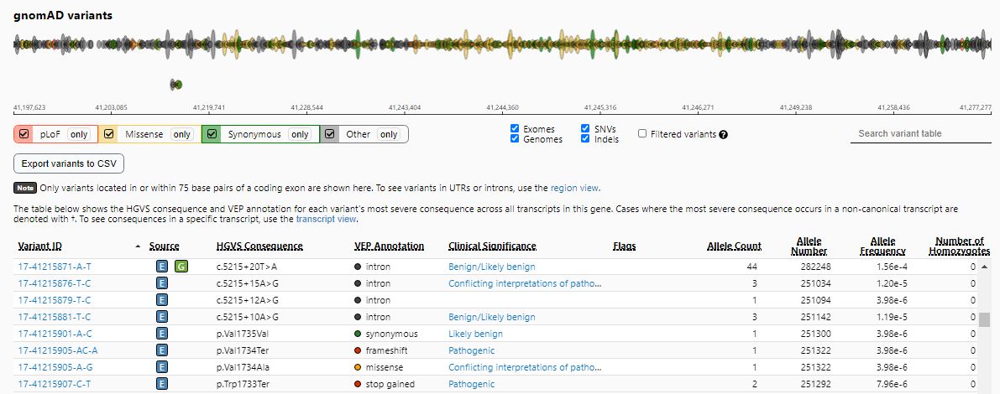 gnomAD variants
41,197,623 41,203,085 41,219,741 41,228,544 41,243,404 41,244,360 41,245,316 41,246,271 41,249,238 41,258,436 41,277,277
pLoF only Missense only Synonymous only Other only
Exomes SNVs Filtered variants ? Search variant table
Genomes Indels
Export variants to CSV
Note Only variants located in or within 75 base pairs of a coding exon are shown here. To see variants in UTRs or introns, use the region view.
The table below shows the HGVS consequence and VEP annotation for each variant's most severe consequence across all transcripts in this gene. Cases where the most severe consequence occurs in a non-canonical transcript are
denoted with †. To see consequences in a specific transcript, use the transcript view.
Variant ID Source HGVS Consequence VEP Annotation Clinical Significance Flags Allele Count Allele Number Allele Frequency Number of Homozygotes
17-41215871-A-T E G c.5215+20T>A intron Benign/Likely benign 44 282248 1.56e-4 0
17-41215876-T-C E c.5215+15A>G intron Conflicting interpretations of patho... 3 251034 1.20e-5 0
17-41215879-T-C E c.5215+12A>G intron 1 251094 3.98e-6 0
17-41215881-T-C E c.5215+10A>G intron Benign/Likely benign 3 251142 1.19e-5 0
17-41215901-A-C E p.Val1735Val synonymous Likely benign 1 251300 3.98e-6 0
17-41215905-AC-A E p.Val1734Ter frameshift Pathogenic 1 251322 3.98e-6 0
17-41215905-A-G E p.Val1734Ala missense Conflicting interpretations of patho... 1 251322 3.98e-6 0
17-41215907-C-T E p.Trp1733Ter stop gained Pathogenic 2 251292 7.96e-6 0